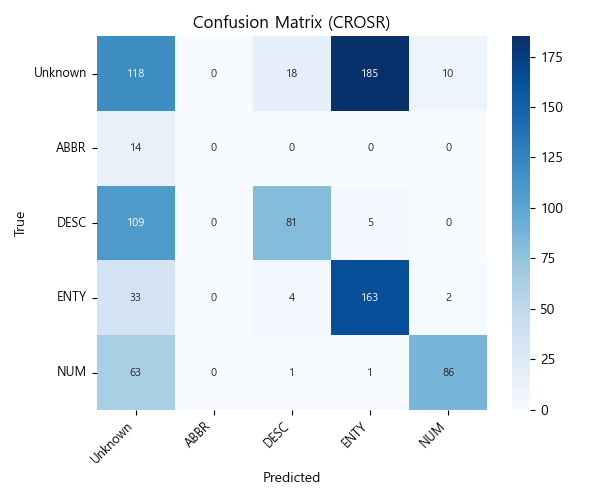 Confusion Matrix (CROSR)
Unknown 118 0 18 185 10
ABBR 14 0 0 0 0
DESC 109 0 81 5 0
ENTY 33 0 4 163 2
NUM 63 0 1 1 86
True
Unknown ABBR DESC ENTY NUM
Predicted
175
150
125
100
75
50
25
0